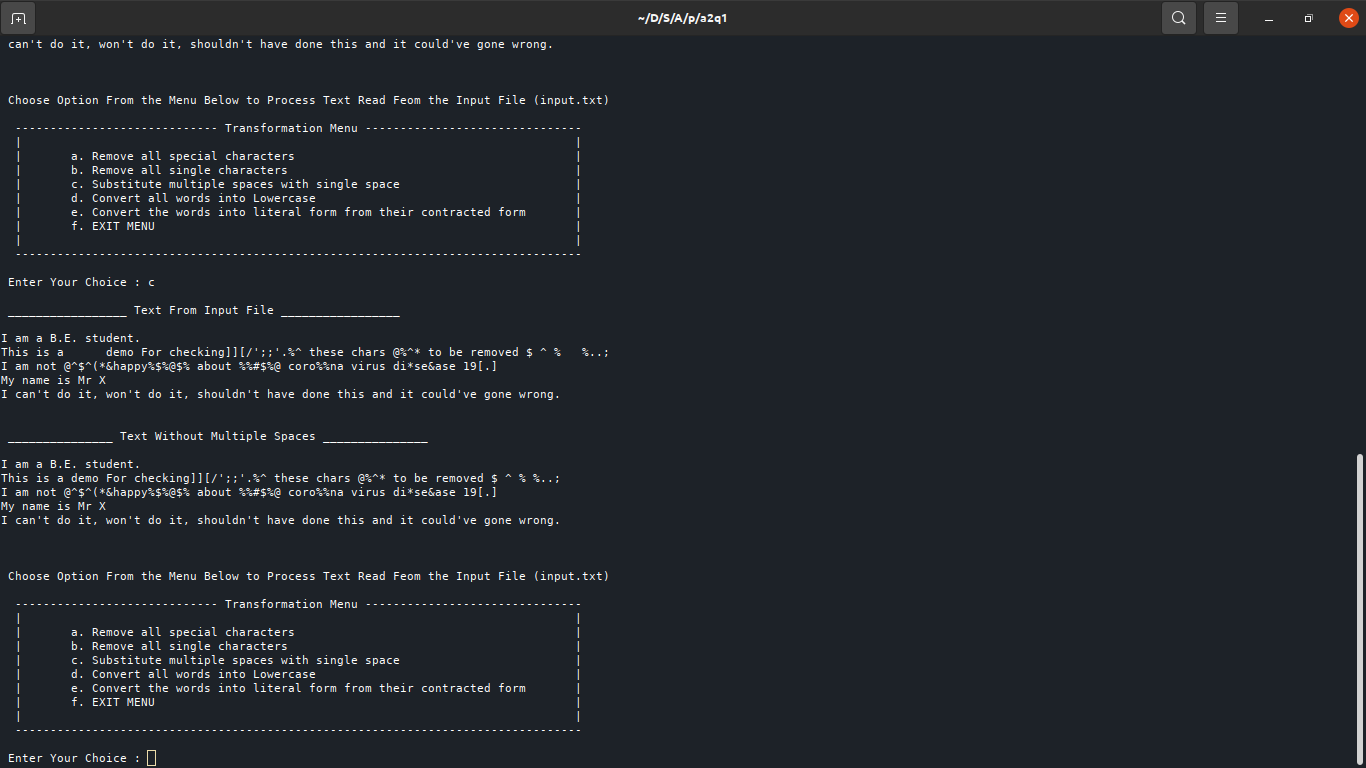 ~/D/S/A/p/a2q1
can't do it, won't do it, shouldn't have done this and it could've gone wrong.
Choose Option From the Menu Below to Process Text Read Feom the Input File (input.txt)
----------------------------- Transformation Menu -------------------------------
|                                                                               |
|       a. Remove all special characters                                        |
|       b. Remove all single characters                                         |
|       c. Substitute multiple spaces with single space                         |
|       d. Convert all words into Lowercase                                     |
|       e. Convert the words into literal form from their contracted form       |
|       f. EXIT MENU                                                            |
|                                                                               |
---------------------------------------------------------------------------------
Enter Your Choice : c
_________________ Text From Input File _________________
I am a B.E. student.
This is a      demo For checking]][/';;'.%^ these chars @%^* to be removed $ ^ %   %..;
I am not @^$^(*&happy%$%@$% about %%#$%@ coro%%na virus di*se&ase 19[.]
My name is Mr X
I can't do it, won't do it, shouldn't have done this and it could've gone wrong.
_______________ Text Without Multiple Spaces _______________
I am a B.E. student.
This is a demo For checking]][/';;'.%^ these chars @%^* to be removed $ ^ % %..;
I am not @^$^(*&happy%$%@$% about %%#$%@ coro%%na virus di*se&ase 19[.]
My name is Mr X
I can't do it, won't do it, shouldn't have done this and it could've gone wrong.
Choose Option From the Menu Below to Process Text Read Feom the Input File (input.txt)
----------------------------- Transformation Menu -------------------------------
|                                                                               |
|       a. Remove all special characters                                        |
|       b. Remove all single characters                                         |
|       c. Substitute multiple spaces with single space                         |
|       d. Convert all words into Lowercase                                     |
|       e. Convert the words into literal form from their contracted form       |
|       f. EXIT MENU                                                            |
|                                                                               |
---------------------------------------------------------------------------------
Enter Your Choice :